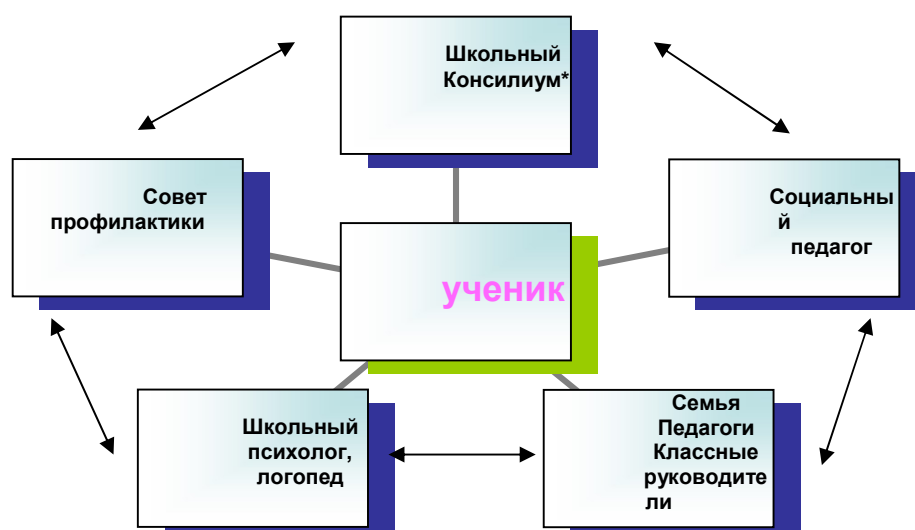 Школьный
Консилиум*
Совет
профилактики
Социальны
й
педагог
ученик
Школьный
психолог,
логопед
Семья
Педагоги
Классные
руководите
ли